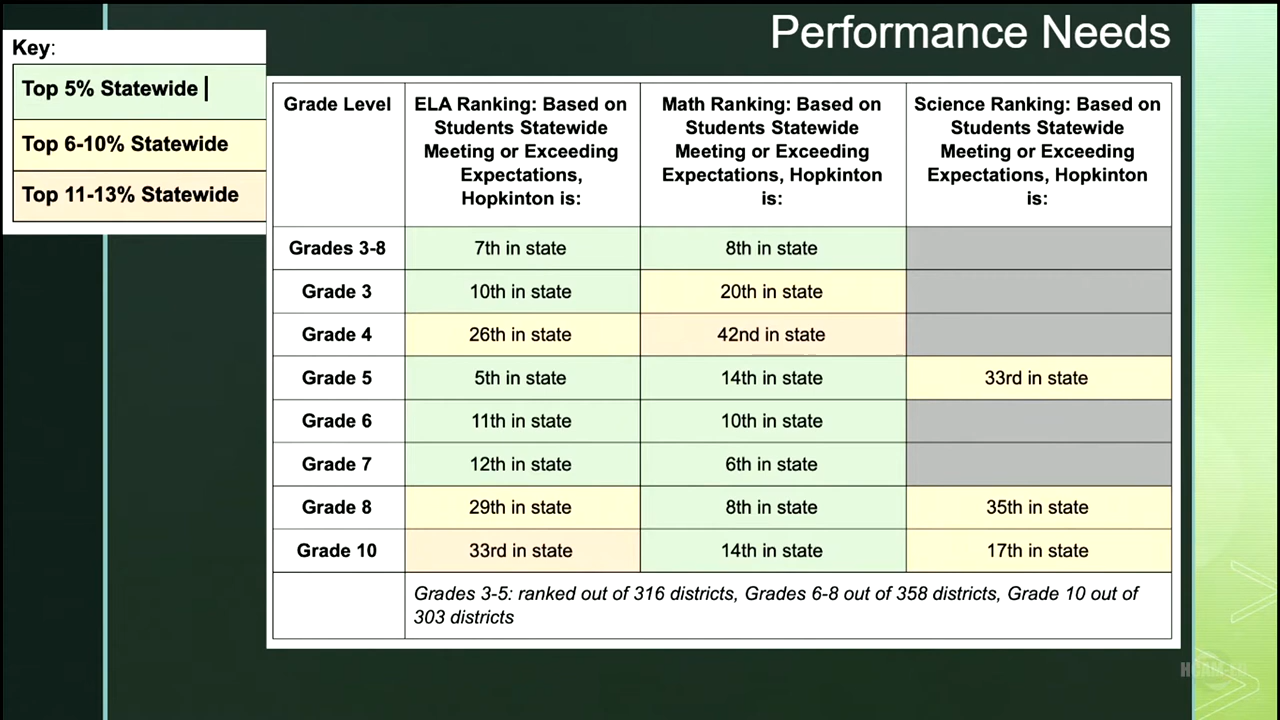 Performance Needs
Key:
Top 5% Statewide
Top 6-10% Statewide
Top 11-13% Statewide
Grade Level
ELA Ranking: Based on
Students Statewide
Meeting or Exceeding
Expectations,
Hopkinton is:
Math Ranking: Based on
Students Statewide
Meeting or Exceeding
Expectations, Hopkinton
is:
Science Ranking: Based on
Students Statewide
Meeting or Exceeding
Expectations, Hopkinton
is:
Grades 3-8 7th in state 8th in state
Grade 3 10th in state 20th in state
Grade 4 26th in state 42nd in state
Grade 5 5th in state 14th in state 33rd in state
Grade 6 11th in state 10th in state
Grade 7 12th in state 6th in state
Grade 8 29th in state 8th in state 35th in state
Grade 10 33rd in state 14th in state 17th in state
Grades 3-5: ranked out of 316 districts, Grades 6-8 out of 358 districts, Grade 10 out of
303 districts